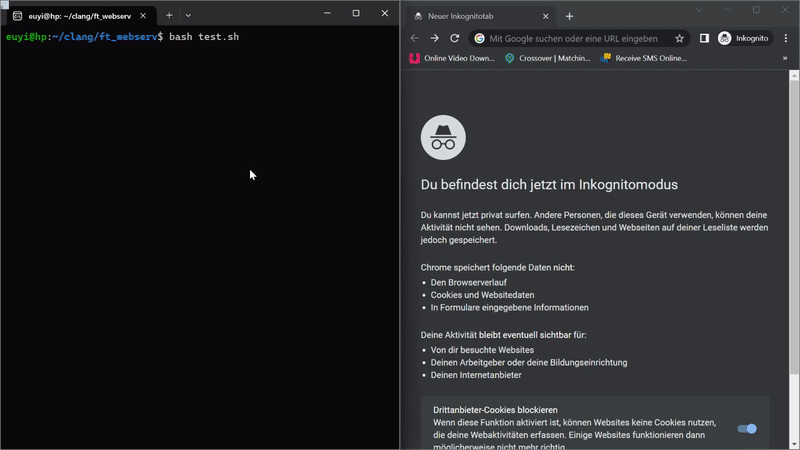 euyi@hp: ~/clang/ft_webserv
euyi@hp:~/clang/ft_webserv$ bash test.sh
Neuer Inkognitotab
Mit Google suchen oder eine URL eingeben
Inkognito
Online Video Down...
Crossover | Matchin...
Receive SMS Online...
»
Du befindest dich jetzt im Inkognitomodus
Du kannst jetzt privat surfen. Andere Personen, die dieses Gerät verwenden, können deine
Aktivität nicht sehen. Downloads, Lesezeichen und Webseiten auf deiner Leseliste werden
jedoch gespeichert.
Chrome speichert folgende Daten nicht:
• Den Browserverlauf
• Cookies und Websitedaten
• In Formulare eingegebene Informationen
Deine Aktivität bleibt eventuell sichtbar für:
• Von dir besuchte Websites
• Deinen Arbeitgeber oder deine Bildungseinrichtung
• Deinen Internetanbieter
Drittanbieter-Cookies blockieren
Wenn diese Funktion aktiviert ist, können Websites keine Cookies nutzen,
die deine Webaktivitäten erfassen. Einige Websites funktionieren dann
möglicherweise nicht mehr richtig.